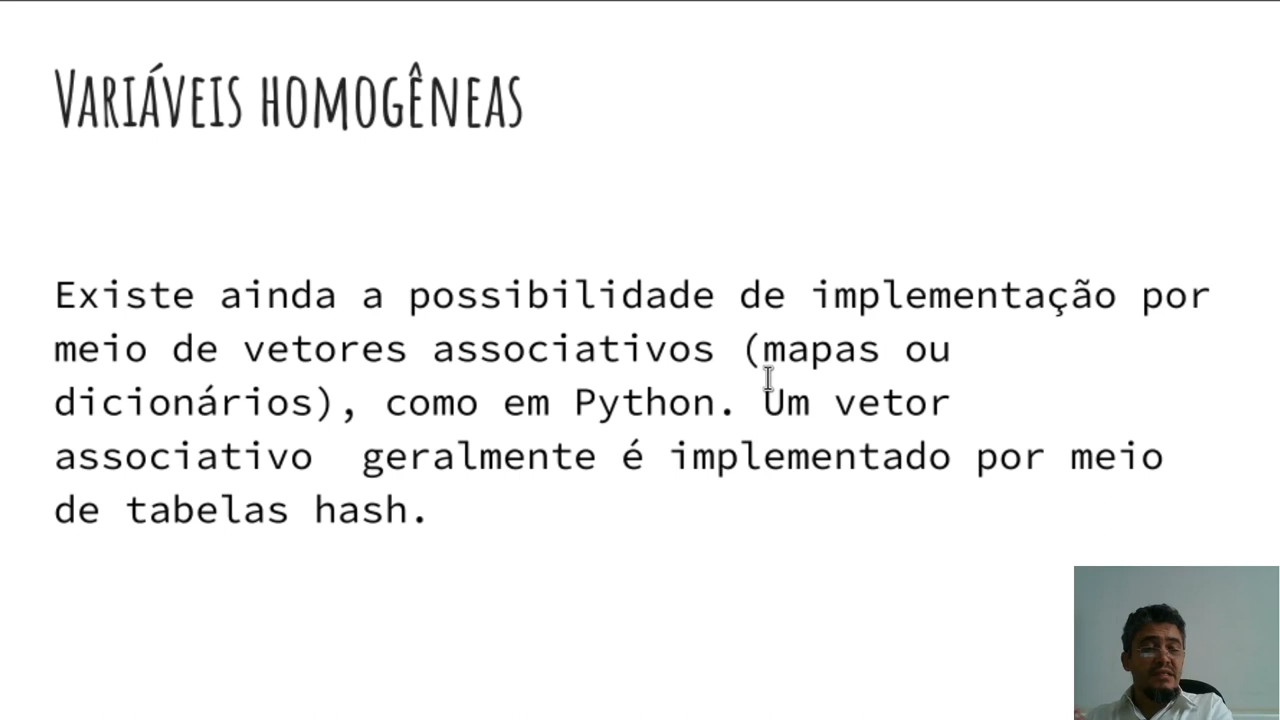 Variáveis homogêneas
Existe ainda a possibilidade de implementação por
meio de vetores associativos (mapas ou
dicionários), como em Python. Um vetor
associativo  geralmente é implementado por meio
de tabelas hash.